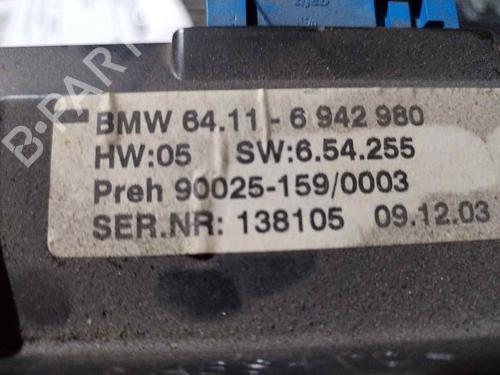 BMW 64.11 - 6 942 980
HW:05 SW:6.54.255
Preh 90025-159/0003
SER.NR: 138105 09.12.03
B-PARTS